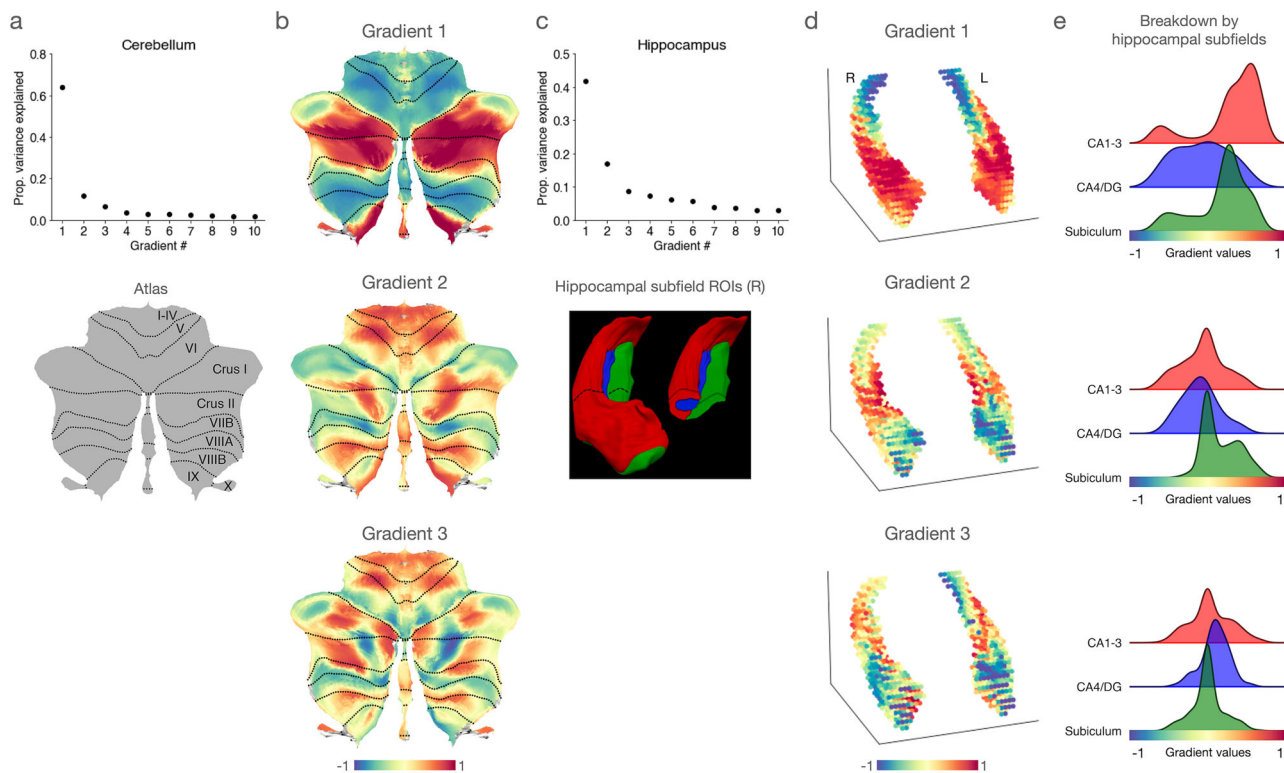 a
Cerebellum
Prop. variance explained
0.8
0.6
0.4
0.2
0.0
1 2 3 4 5 6 7 8 9 10
Gradient #
Atlas
I-IV
V
VI
Crus I
Crus II
VIIB
VIIIA
VIIIB
IX
X
b
Gradient 1
Gradient 2
Gradient 3
-1 1
c
Hippocampus
Prop. variance explained
0.5
0.4
0.3
0.2
0.1
0.0
1 2 3 4 5 6 7 8 9 10
Gradient #
Hippocampal subfield ROIs (R)
d
Gradient 1
R L
Gradient 2
Gradient 3
-1 1
e
Breakdown by
hippocampal subfields
CA1-3
CA4/DG
Subiculum
-1 Gradient values 1
CA1-3
CA4/DG
Subiculum
-1 Gradient values 1
CA1-3
CA4/DG
Subiculum
-1 Gradient values 1